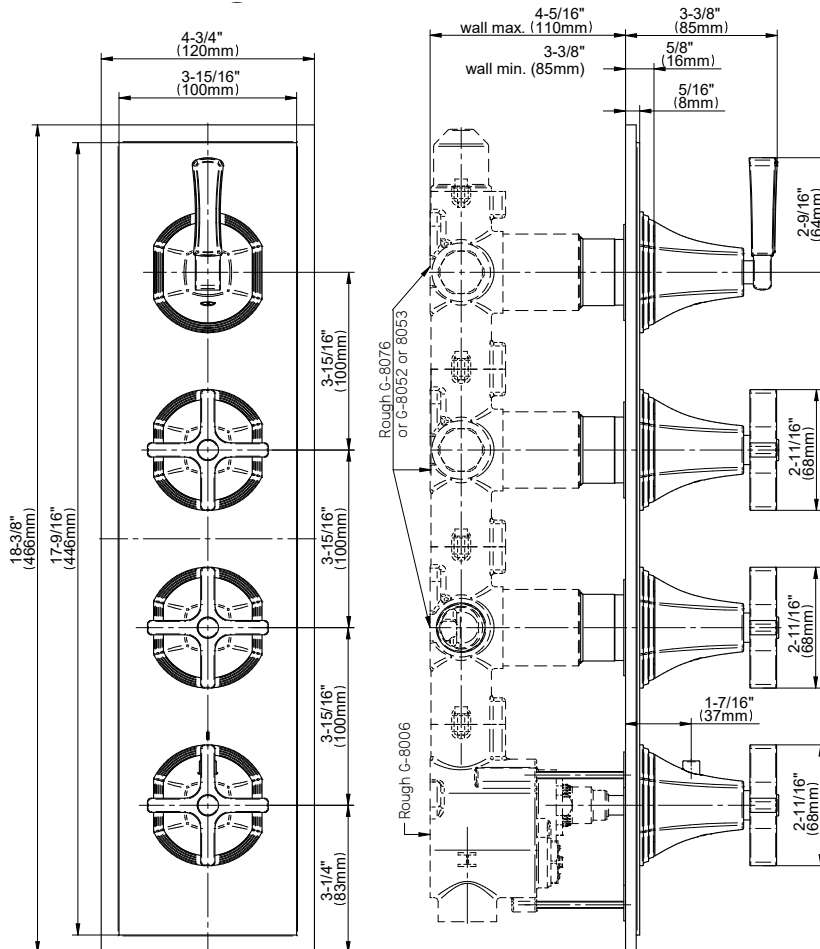 4-3/4"
(120mm)
3-15/16"
(100mm)
18-3/8"
(466mm)
17-9/16"
(446mm)
3-15/16"
(100mm)
3-15/16"
(100mm)
3-15/16"
(100mm)
3-1/4"
(83mm)
4-5/16"
wall max. (110mm)
3-3/8"
wall min. (85mm)
3-3/8"
(85mm)
5/8"
(16mm)
5/16"
(8mm)
2-9/16"
(64mm)
Rough G-8076
or G-8052 or 8053
2-11/16"
(68mm)
2-11/16"
(68mm)
1-7/16"
(37mm)
Rough G-8006
2-11/16"
(68mm)